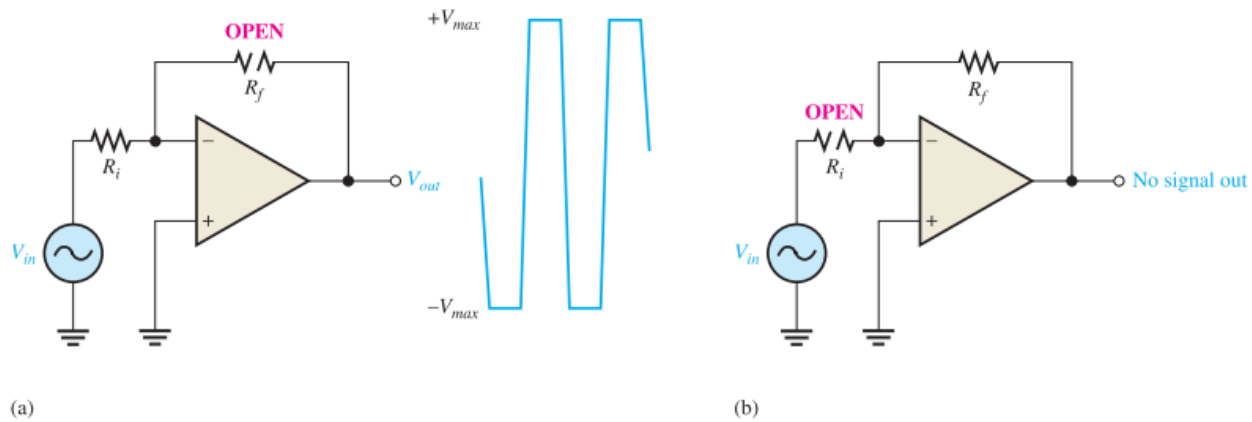 OPEN
R_f
R_i
−
+
V_in
V_out
+V_max
−V_max
(a)
OPEN
R_f
R_i
−
+
V_in
No signal out
(b)